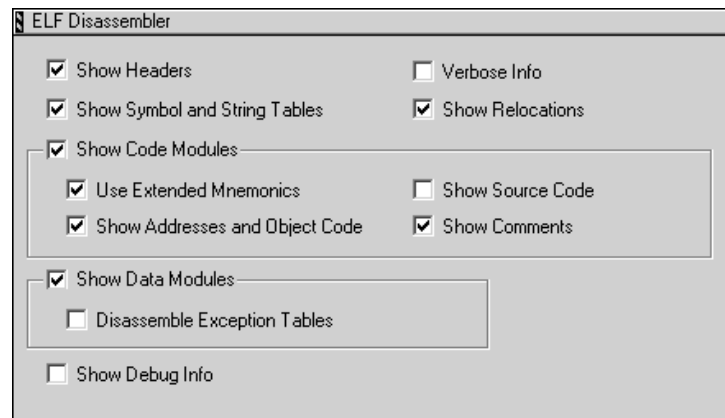 ELF Disassembler
Show Headers
Verbose Info
Show Symbol and String Tables
Show Relocations
Show Code Modules
Use Extended Mnemonics
Show Source Code
Show Addresses and Object Code
Show Comments
Show Data Modules
Disassemble Exception Tables
Show Debug Info